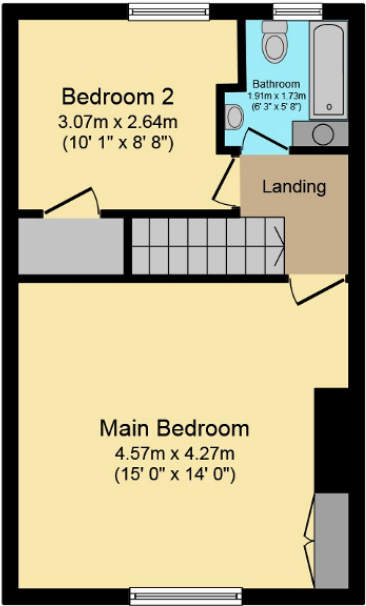 Bedroom 2
3.07m x 2.64m
(10' 1" x 8' 8")
Bathroom
1.91m x 1.73m
(6' 3" x 5' 8")
Landing
Main Bedroom
4.57m x 4.27m
(15' 0" x 14' 0")